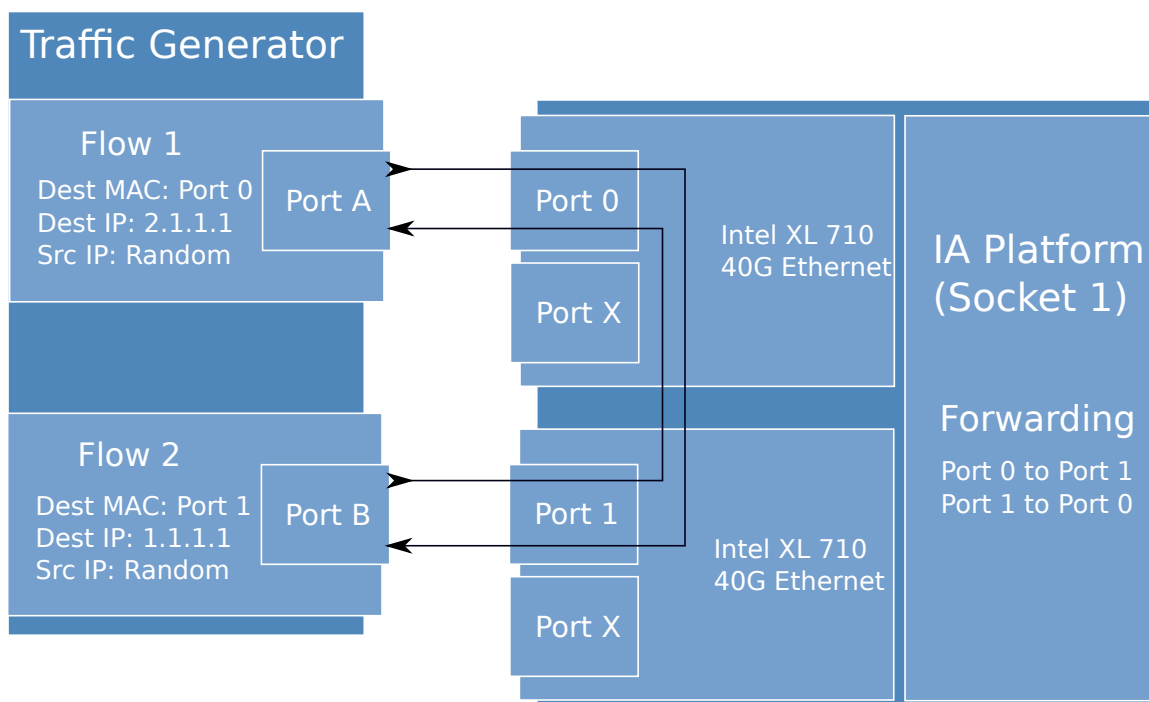 Traffic Generator
Flow 1
Dest MAC: Port 0
Dest IP: 2.1.1.1
Src IP: Random
Port A
Flow 2
Dest MAC: Port 1
Dest IP: 1.1.1.1
Src IP: Random
Port B
Port 0
Port X
Intel XL 710
40G Ethernet
Port 1
Port X
Intel XL 710
40G Ethernet
IA Platform
(Socket 1)
Forwarding
Port 0 to Port 1
Port 1 to Port 0